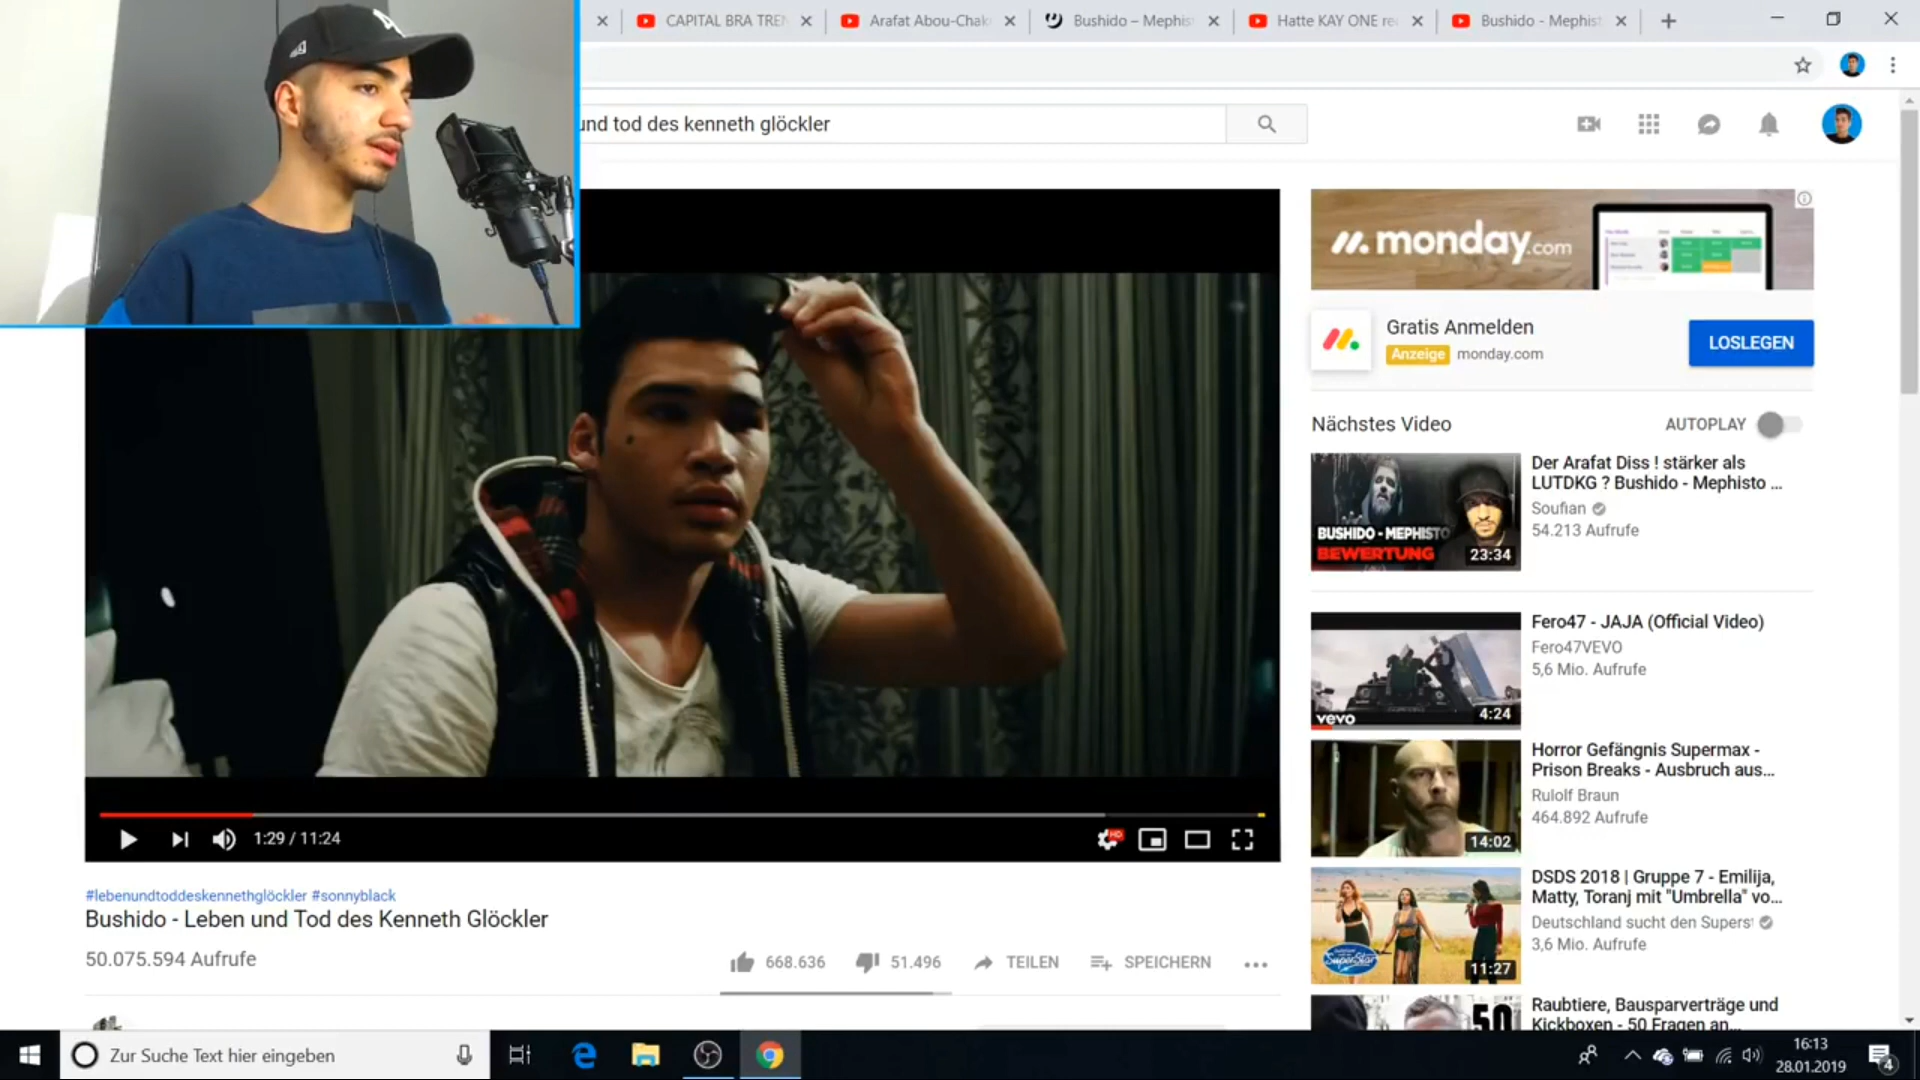 CAPITAL BRA TRE
Arafat Abou-Chak
Bushido – Mephis
Hatte KAY ONE re
Bushido - Mephist
und tod des kenneth glöckler
monday.com
Gratis Anmelden
Anzeige monday.com
LOSLEGEN
Nächstes Video
AUTOPLAY
BUSHIDO - MEPHISTO
BEWERTUNG
23:34
Der Arafat Diss ! stärker als
LUTDKG ? Bushido - Mephisto ...
Soufian
54.213 Aufrufe
vevo
4:24
Fero47 - JAJA (Official Video)
Fero47VEVO
5,6 Mio. Aufrufe
14:02
Horror Gefängnis Supermax -
Prison Breaks - Ausbruch aus...
Rulolf Braun
464.892 Aufrufe
SuperStar
11:27
DSDS 2018 | Gruppe 7 - Emilija,
Matty, Toranj mit "Umbrella" vo...
Deutschland sucht den Supers
3,6 Mio. Aufrufe
50
Raubtiere, Bausparverträge und
Kickboxen - 50 Fragen an...
1:29 / 11:24
HD
#lebenundtoddeskennethglöckler #sonnyblack
Bushido - Leben und Tod des Kenneth Glöckler
50.075.594 Aufrufe
668.636
51.496
TEILEN
SPEICHERN
Zur Suche Text hier eingeben
16:13
28.01.2019
4